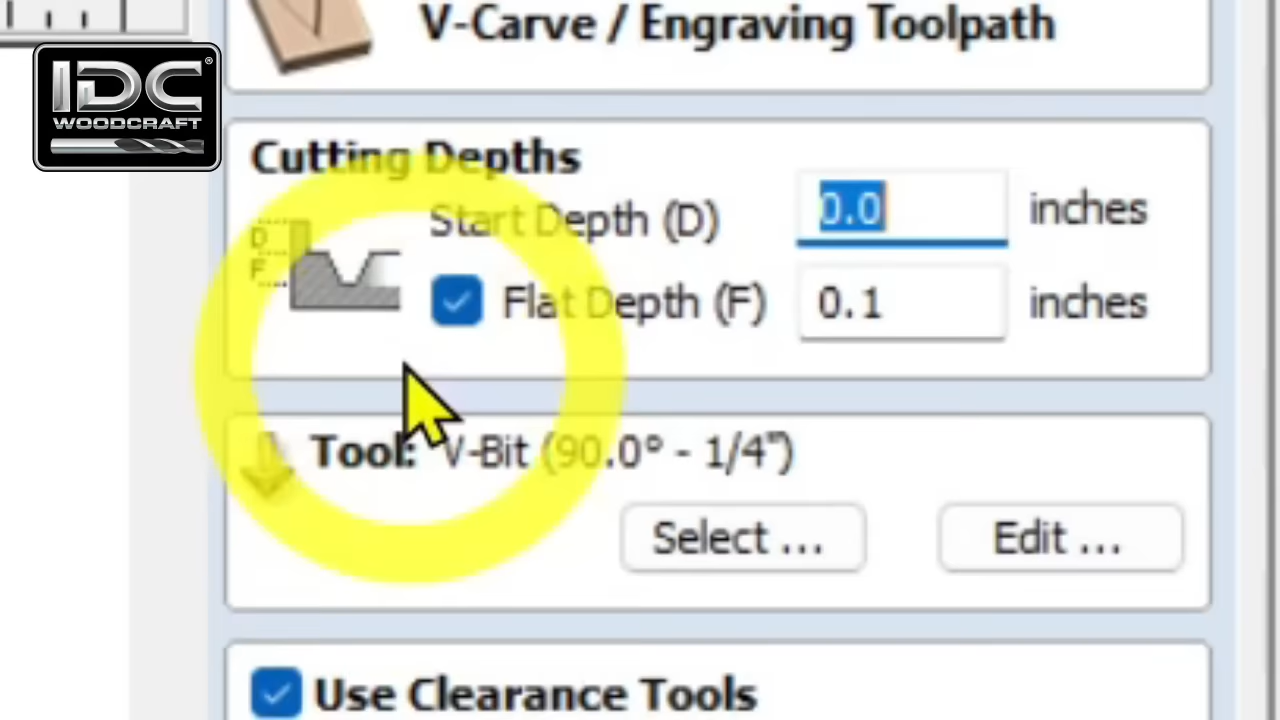 V-Carve / Engraving Toolpath
IDC®
WOODCRAFT
Cutting Depths
D
Start Depth (D) 0.0 inches
F
Flat Depth (F) 0.1 inches
Tool: V-Bit (90.0° - 1/4")
Select ... Edit ...
Use Clearance Tools